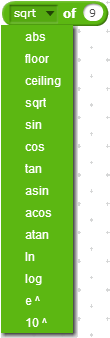 sqrt of 9
abs
floor
ceiling
sqrt
sin
cos
tan
asin
acos
atan
ln
log
e ^
10 ^